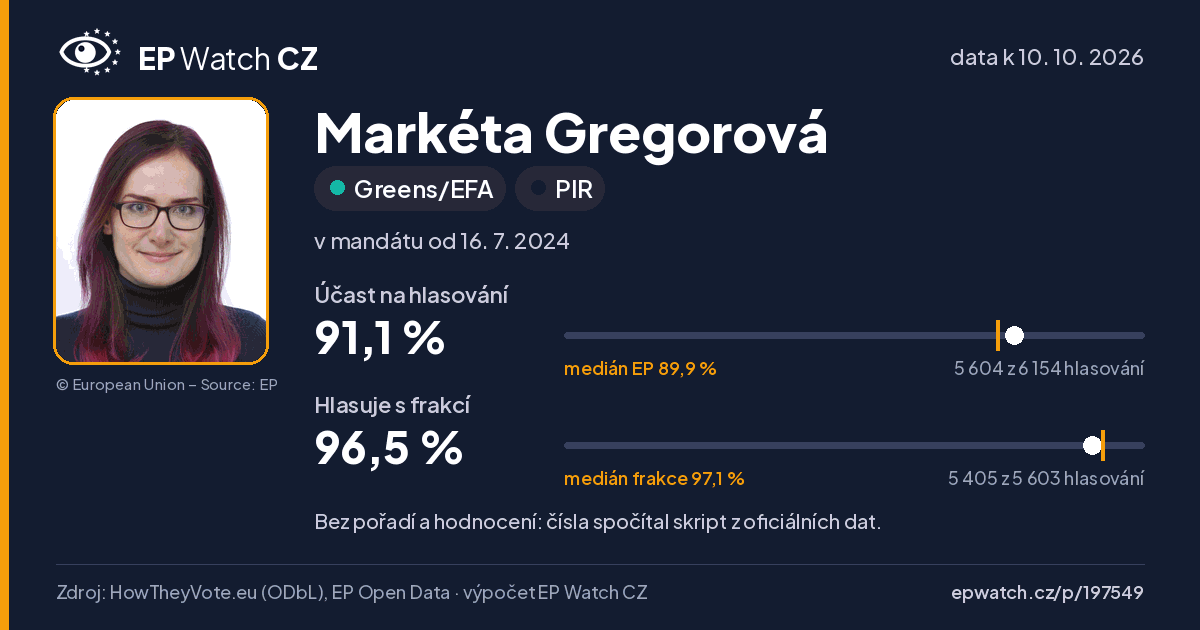 EP Watch CZ
data k 10. 10. 2026
Markéta Gregorová
Greens/EFA
PIR
v mandátu od 16. 7. 2024
Účast na hlasování
91,1 %
medián EP 89,9 %
5 604 z 6 154 hlasování
© European Union – Source: EP
Hlasuje s frakcí
96,5 %
medián frakce 97,1 %
5 405 z 5 603 hlasování
Bez pořadí a hodnocení: čísla spočítal skript z oficiálních dat.
Zdroj: HowTheyVote.eu (ODbL), EP Open Data · výpočet EP Watch CZ
epwatch.cz/p/197549